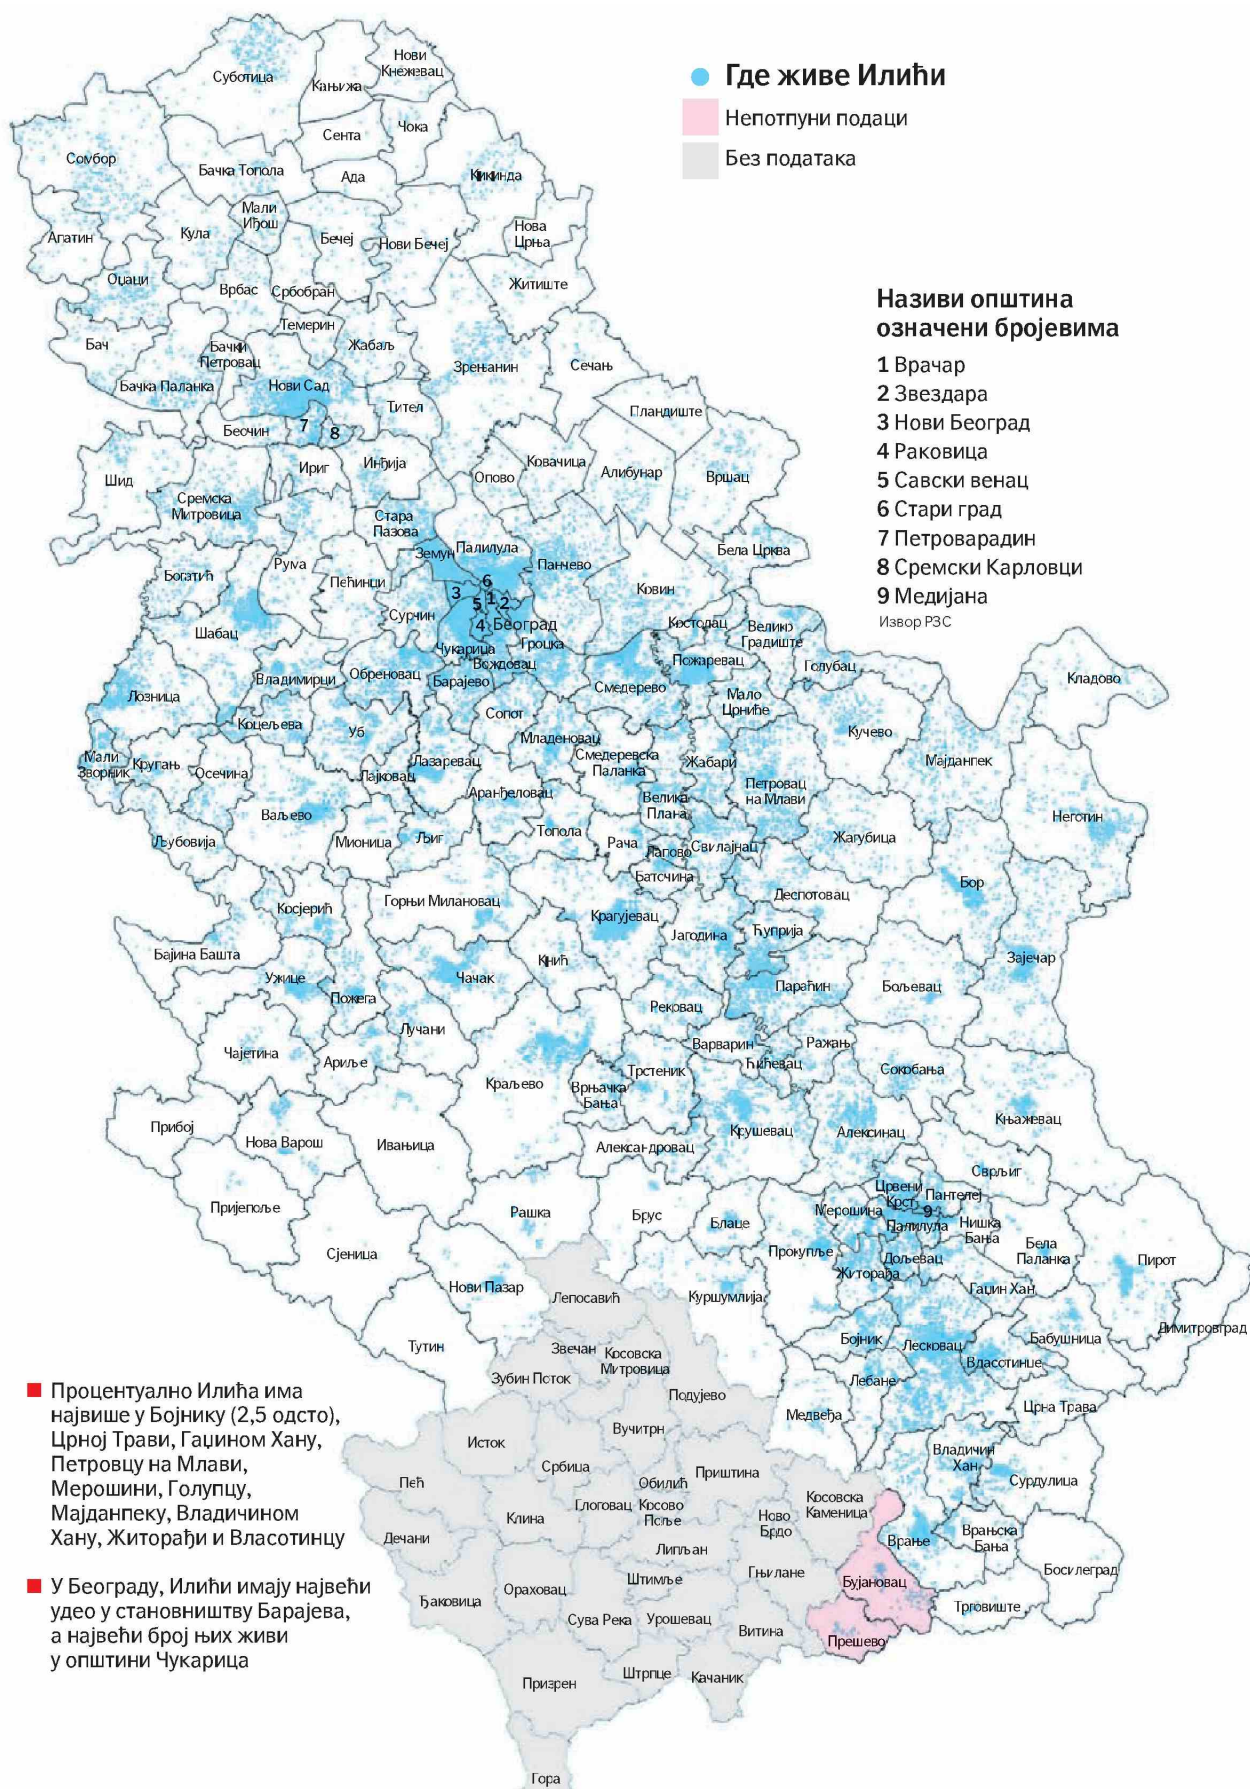 Где живе Илићи
Непотпуни подаци
Без података
Називи општина
означени бројевима
1 Врачар
2 Звездара
3 Нови Београд
4 Раковица
5 Савски венац
6 Стари град
7 Петроварадин
8 Сремски Карловци
9 Медијана
Извор РЗС
Суботица
Кањижа
Нови
Кнежевац
Сента
Чока
Сомбор
Бачка Топола
Ада
Кикинда
Мали
Иђош
Апатин
Кула
Бечеј
Нови Бечеј
Нова
Црња
Оџаци
Врбас
Србобран
Житиште
Темерин
Бач
Бачки
Петровац
Жабаљ
Зрењанин
Сечањ
Бачка Паланка
Нови Сад
Тител
Пландиште
Беочин
7
8
Шид
Ириг
Инђија
Опово
Ковачица
Алибунар
Вршац
Сремска
Митровица
Стара
Пазова
Земун
Палилула
Панчево
Бела Црква
Богатић
Рума
Пећинци
6
3
5
1
2
Ковин
Шабац
Сурчин
4
Београд
Костолац
Велико
Градиште
Чукарица
Гроцка
Вождовац
Пожаревац
Голубац
Кладово
Лозница
Владимирци
Обреновац
Барајево
Смедерево
Мало
Црниће
Коцељева
Уб
Сопот
Кучево
Младеновац
Мали
Зворник
Крупањ
Осечина
Лајковац
Лазаревац
Смедеревска
Паланка
Жабари
Мајданпек
Петровац
на Млави
Аранђеловац
Велика
Плана
Ваљево
Неготин
Љубовија
Мионица
Љиг
Топола
Рача
Лапово
Свилајнац
Жагубица
Батсчина
Косјерић
Горњи Милановац
Крагујевац
Деспотовац
Бор
Бајина Башта
Јагодина
Ћуприја
Кнић
Зајечар
Ужице
Чачак
Параћин
Бољевац
Пожега
Рековац
Лучани
Варварин
Ражањ
Чајетина
Ариље
Ћићевац
Сокобања
Краљево
Врњачка
Бања
Трстеник
Прибој
Нова Варош
Ивањица
Александровац
Крушевац
Алексинац
Књажевац
Сврљиг
Црвени
Крст
Пантелеј
Пријепоље
Рашка
Брус
Блаце
Мерошина
9
Палилула
Нишка
Бања
Сјеница
Прокупље
Дољевац
Бела
Паланка
Пирот
Житорађа
Нови Пазар
Лепосавић
Куршумлија
Гаџин Хан
Димитровград
Тутин
Звечан
Косовска
Митровица
Бојник
Лесковац
Бабушница
Власотинце
Зубин Поток
Подујево
Лебане
Медвеђа
Црна Трава
Исток
Вучитрн
Владичин
Хан
Пећ
Србица
Приштина
Сурдулица
Обилић
Глоговац
Косово
Поље
Косовска
Каменица
Клина
Ново
Брдо
Дечани
Липљан
Врање
Врањска
Бања
Гњилане
Босилеград
Ђаковица
Ораховац
Штимље
Бујановац
Сува Река
Урошевац
Витина
Трговиште
Прешево
Призрен
Штрпце
Качаник
Гора
Процентуално Илића има
највише у Бојнику (2,5 одсто),
Црној Трави, Гаџином Хану,
Петровцу на Млави,
Мерошини, Голупцу,
Мајданпеку, Владичином
Хану, Житорађи и Власотинцу
У Београду, Илићи имају највећи
удео у становништву Барајева,
а највећи број њих живи
у општини Чукарица